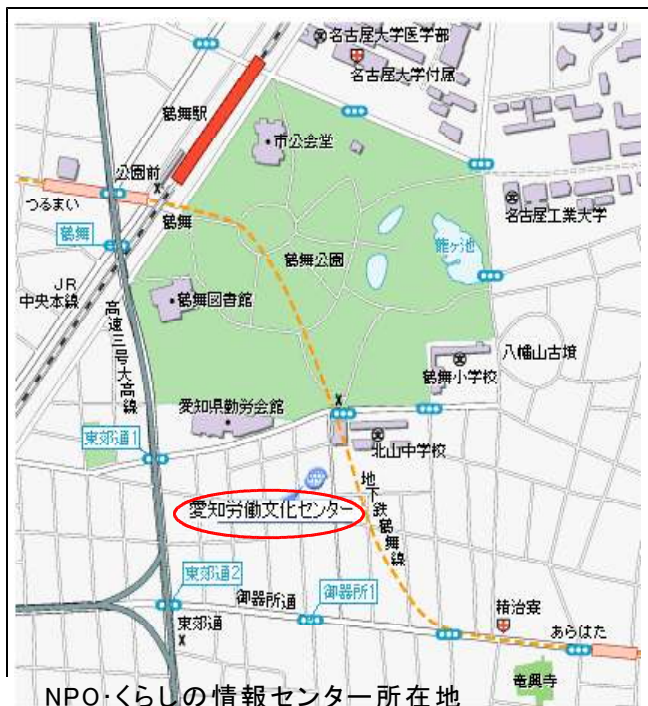 名古屋大学医学部
名古屋大学付属
鶴舞駅
市公会堂
公園前
つるまい
鶴舞
鶴舞
名古屋工業大学
竜ヶ池
鶴舞公園
JR
中央本線
鶴舞図書館
高速三号大高線
八幡山古墳
鶴舞小学校
愛知県勤労会館
東郊通1
北山中学校
地下鉄鶴舞線
愛知労働文化センター
東郊通2
御器所通
御器所1
東郊通
あらはた
竜興寺
NPO・くらしの情報センター所在地